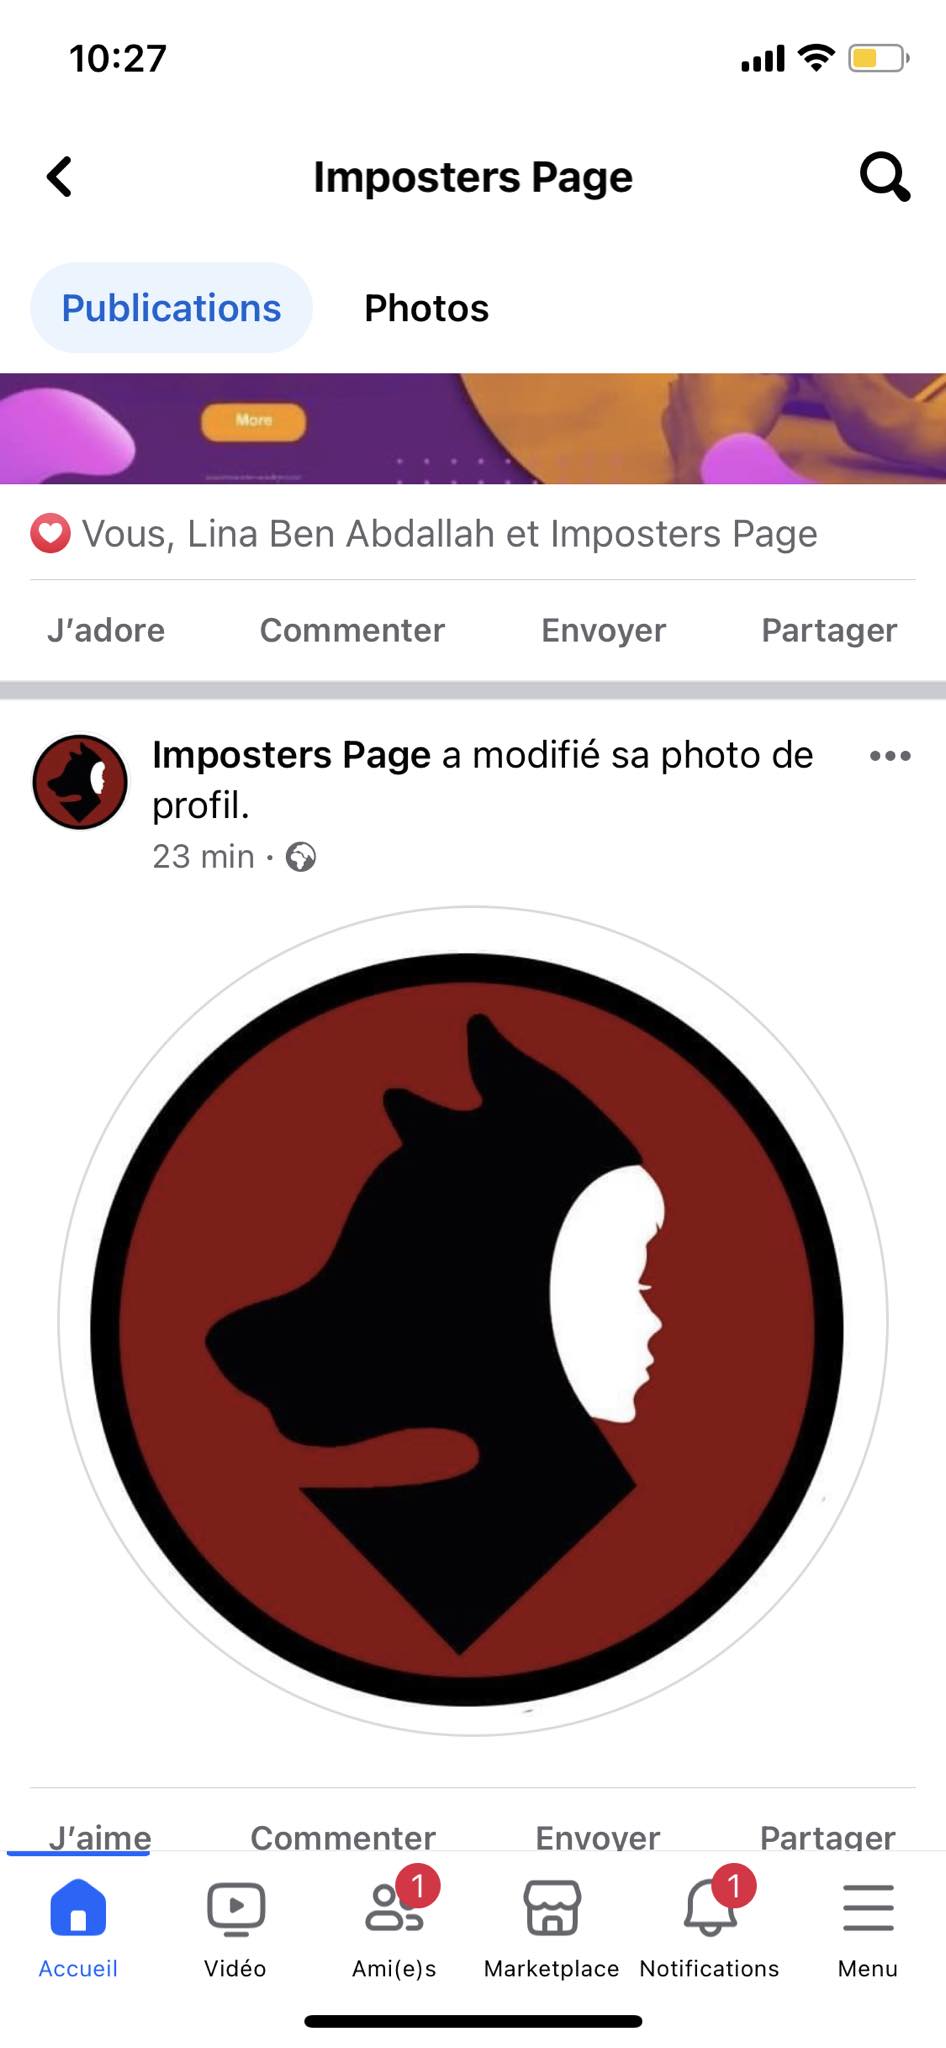 10:27
Imposters Page
Publications Photos
More
Vous, Lina Ben Abdallah et Imposters Page
J'adore Commenter Envoyer Partager
Imposters Page a modifié sa photo de
profil.
23 min ·
J'aime Commenter Envoyer Partager
1 1
Accueil Vidéo Ami(e)s Marketplace Notifications Menu